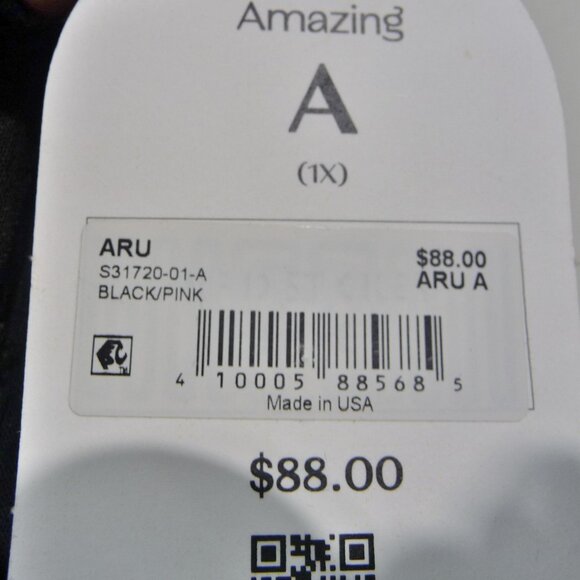 Amazing
A
(1X)
ARU
$88.00
S31720-01-A
ARU A
BLACK/PINK
4 10005 88568 5
Made in USA
$88.00